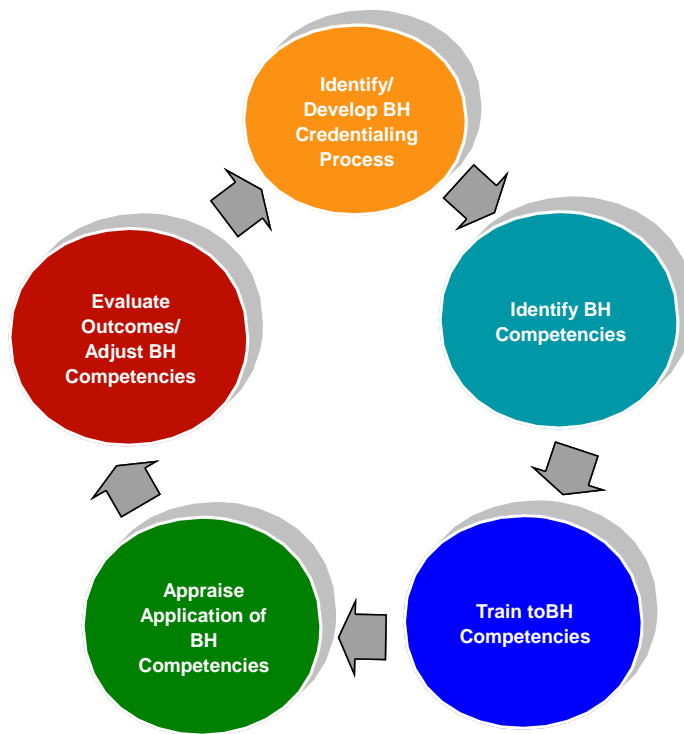 Identify/
Develop BH
Credentialing
Process
Identify BH
Competencies
Train toBH
Competencies
Appraise
Application of
BH
Competencies
Evaluate
Outcomes/
Adjust BH
Competencies